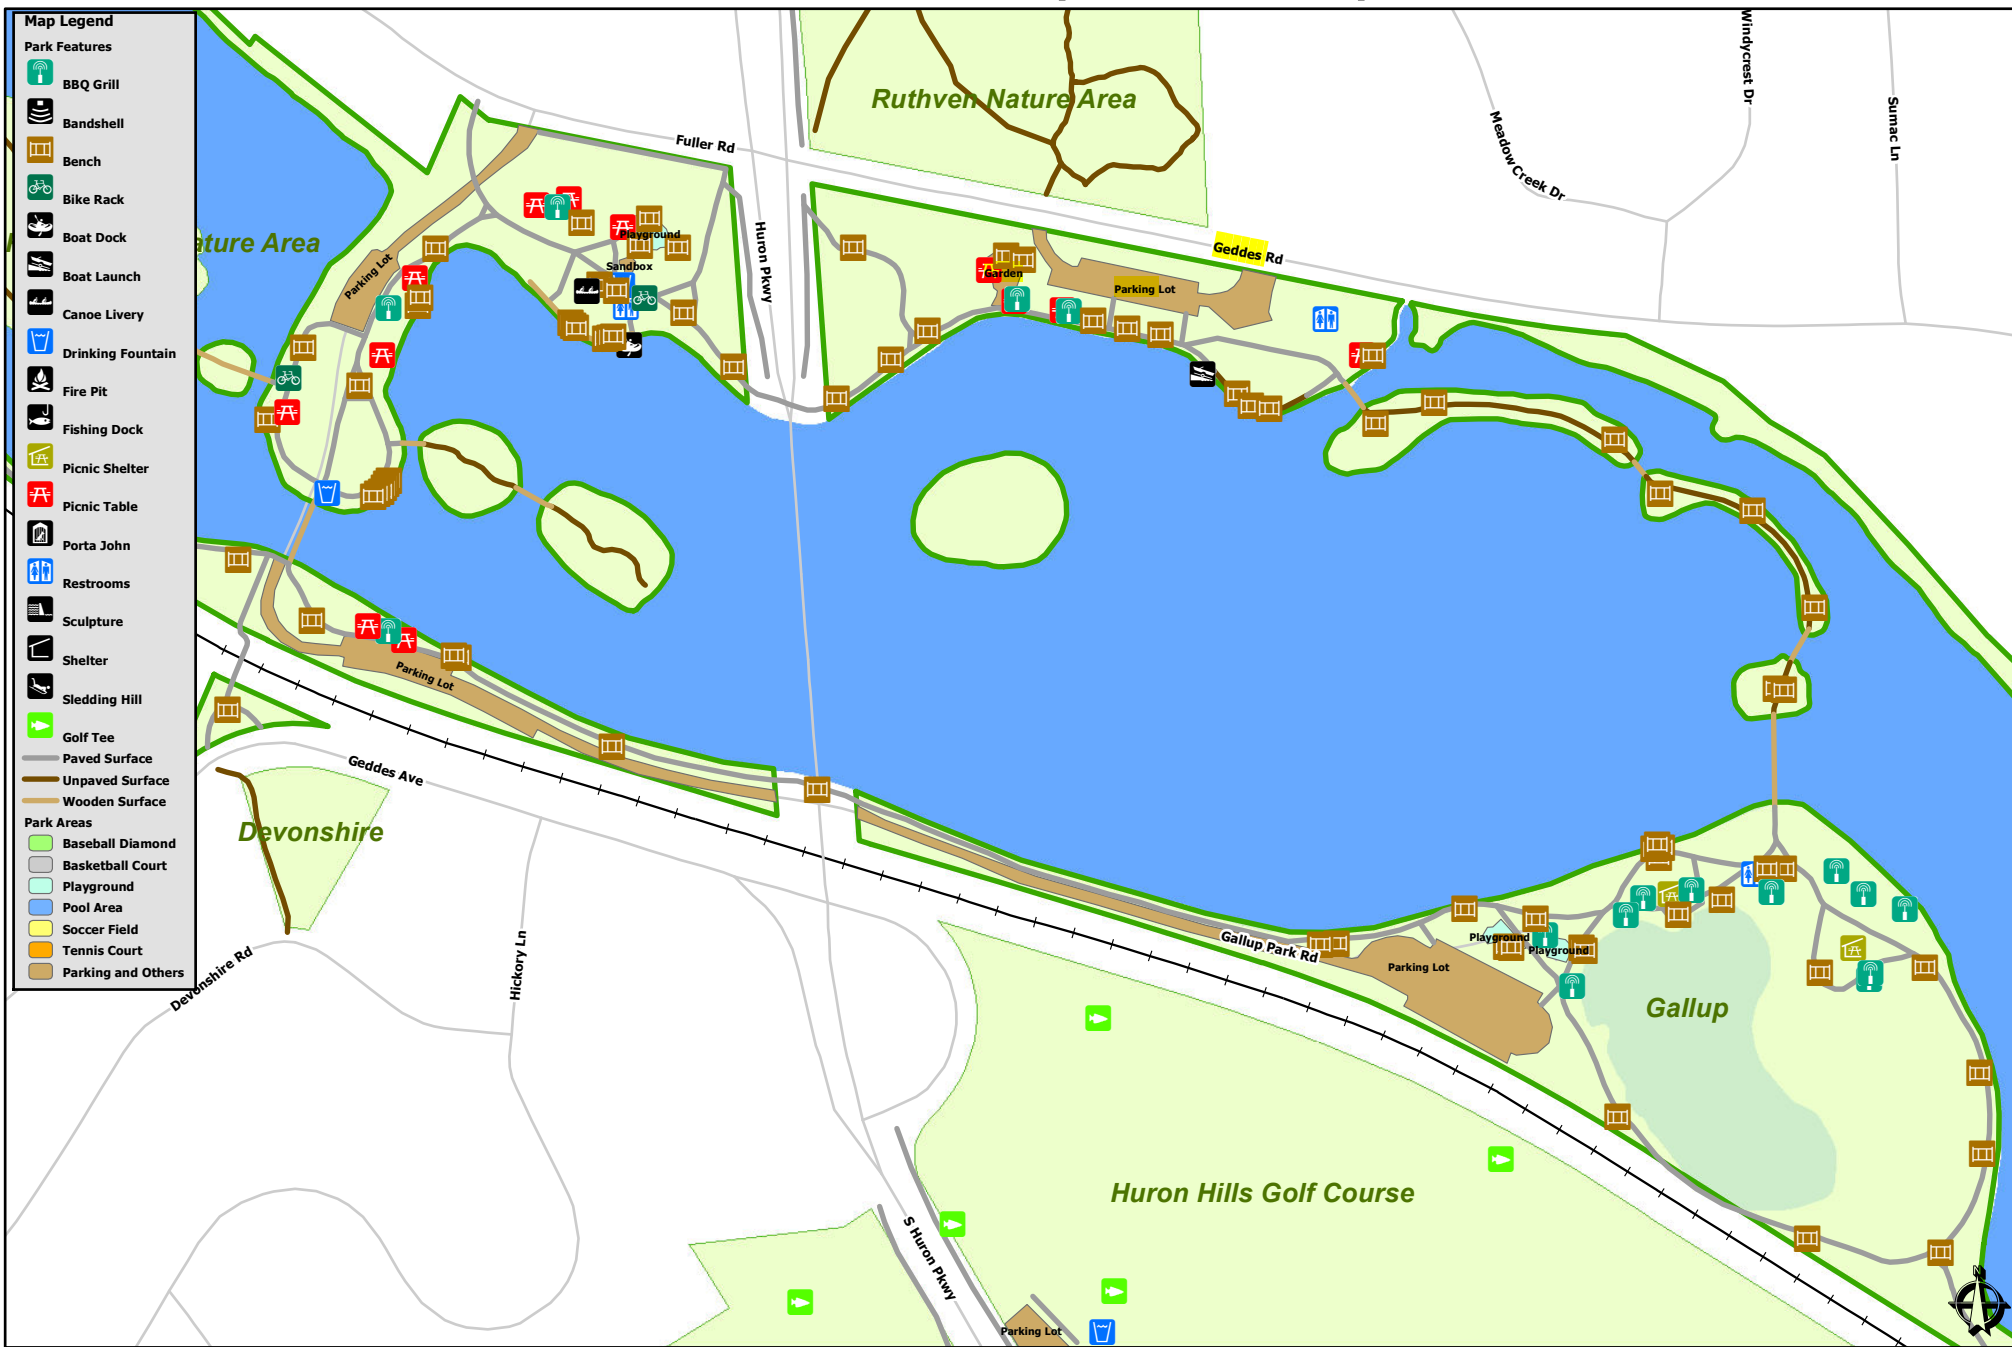 Map Legend
Park Features
BBQ Grill
Bandshell
Bench
Bike Rack
Boat Dock
Boat Launch
Canoe Livery
Drinking Fountain
Fire Pit
Fishing Dock
Picnic Shelter
Picnic Table
Porta John
Restrooms
Sculpture
Shelter
Sledding Hill
Golf Tee
Paved Surface
Unpaved Surface
Wooden Surface
Park Areas
Baseball Diamond
Basketball Court
Playground
Pool Area
Soccer Field
Tennis Court
Parking and Others
Ruthven Nature Area
Fuller Rd
Huron Pkwy
Windycrest Dr
Meadow Creek Dr
Sumac Ln
Geddes Rd
ature Area
Parking Lot
Playground
Sandbox
Garden
Parking Lot
Parking Lot
Geddes Ave
Devonshire
Devonshire Rd
Hickory Ln
Gallup Park Rd
Parking Lot
Playground
Playground
Gallup
Huron Hills Golf Course
S Huron Pkwy
Parking Lot
N